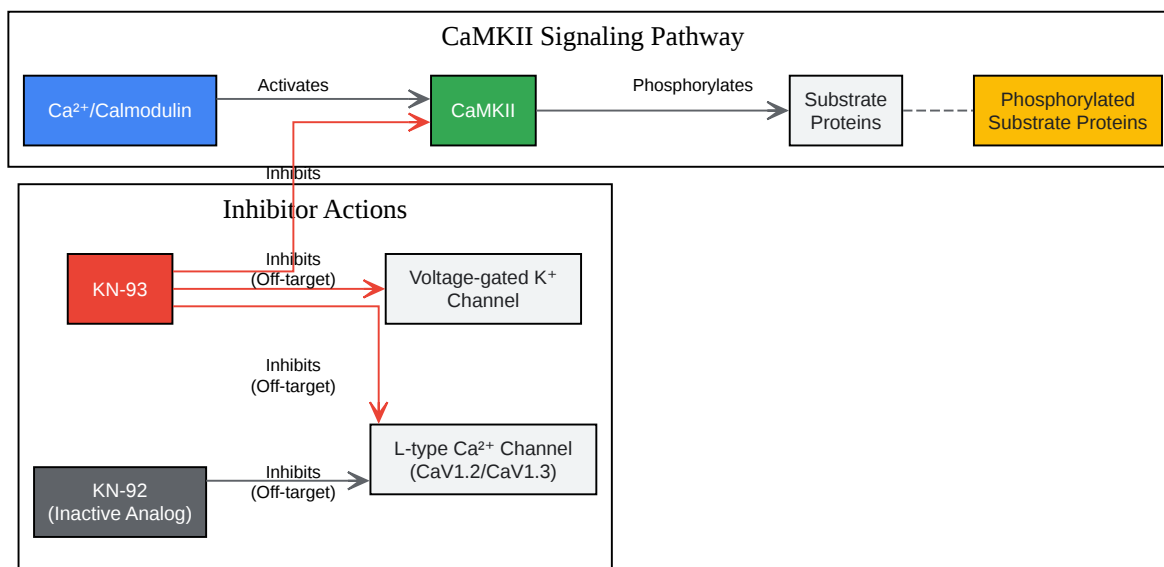 CaMKII Signaling Pathway
Ca²⁺/Calmodulin
Activates
CaMKII
Phosphorylates
Substrate
Proteins
Phosphorylated
Substrate Proteins
Inhibits
Inhibitor Actions
KN-93
Inhibits
(Off-target)
Voltage-gated K⁺
Channel
Inhibits
(Off-target)
L-type Ca²⁺ Channel
(CaV1.2/CaV1.3)
KN-92
(Inactive Analog)
Inhibits
(Off-target)